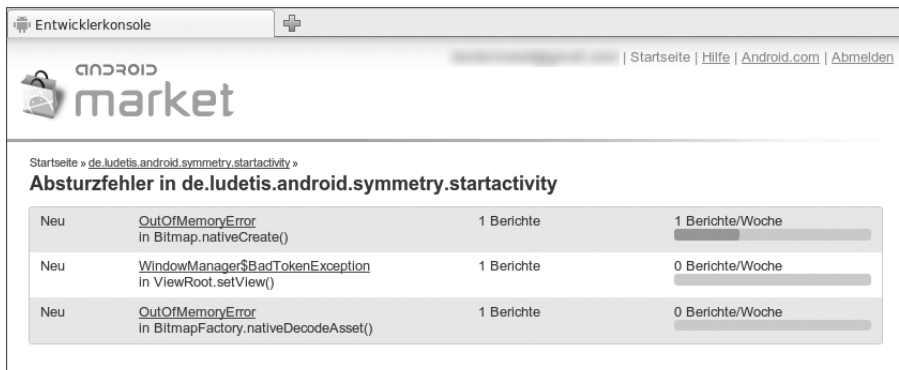 Entwicklerkonsole
| Startseite | Hilfe | Android.com | Abmelden
ANDROID
market
Startseite » de.ludetis.android.symmetry.startactivity »
Absturzfehler in de.ludetis.android.symmetry.startactivity
Neu OutOfMemoryError 1 Berichte 1 Berichte/Woche
in Bitmap.nativeCreate()
Neu WindowManager$BadTokenException 1 Berichte 0 Berichte/Woche
in ViewRoot.setView()
Neu OutOfMemoryError 1 Berichte 0 Berichte/Woche
in BitmapFactory.nativeDecodeAsset()